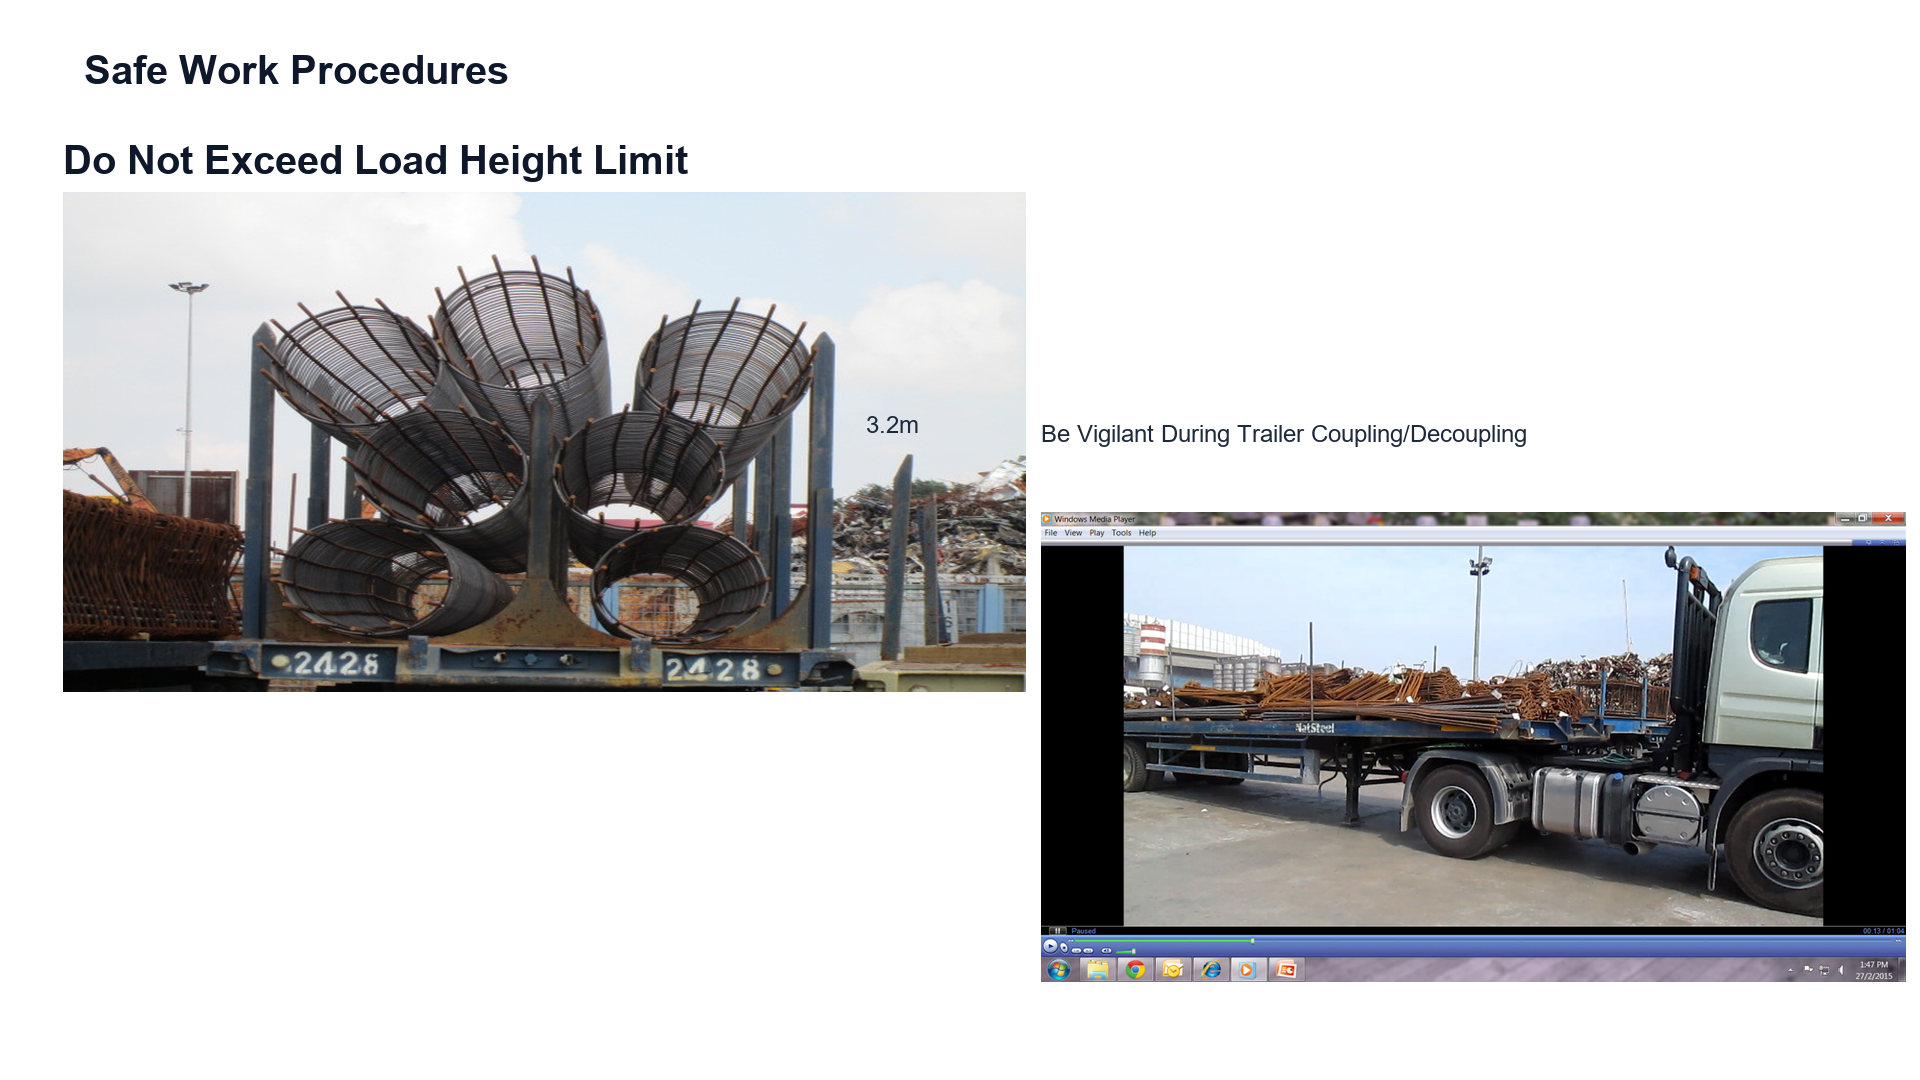 Safe Work Procedures
Do Not Exceed Load Height Limit
3.2m
2428
2428
Be Vigilant During Trailer Coupling/Decoupling
Windows Media Player
File View Play Tools Help
NatSteel
Paused
00:13 / 01:04
1:47 PM
27/2/2015